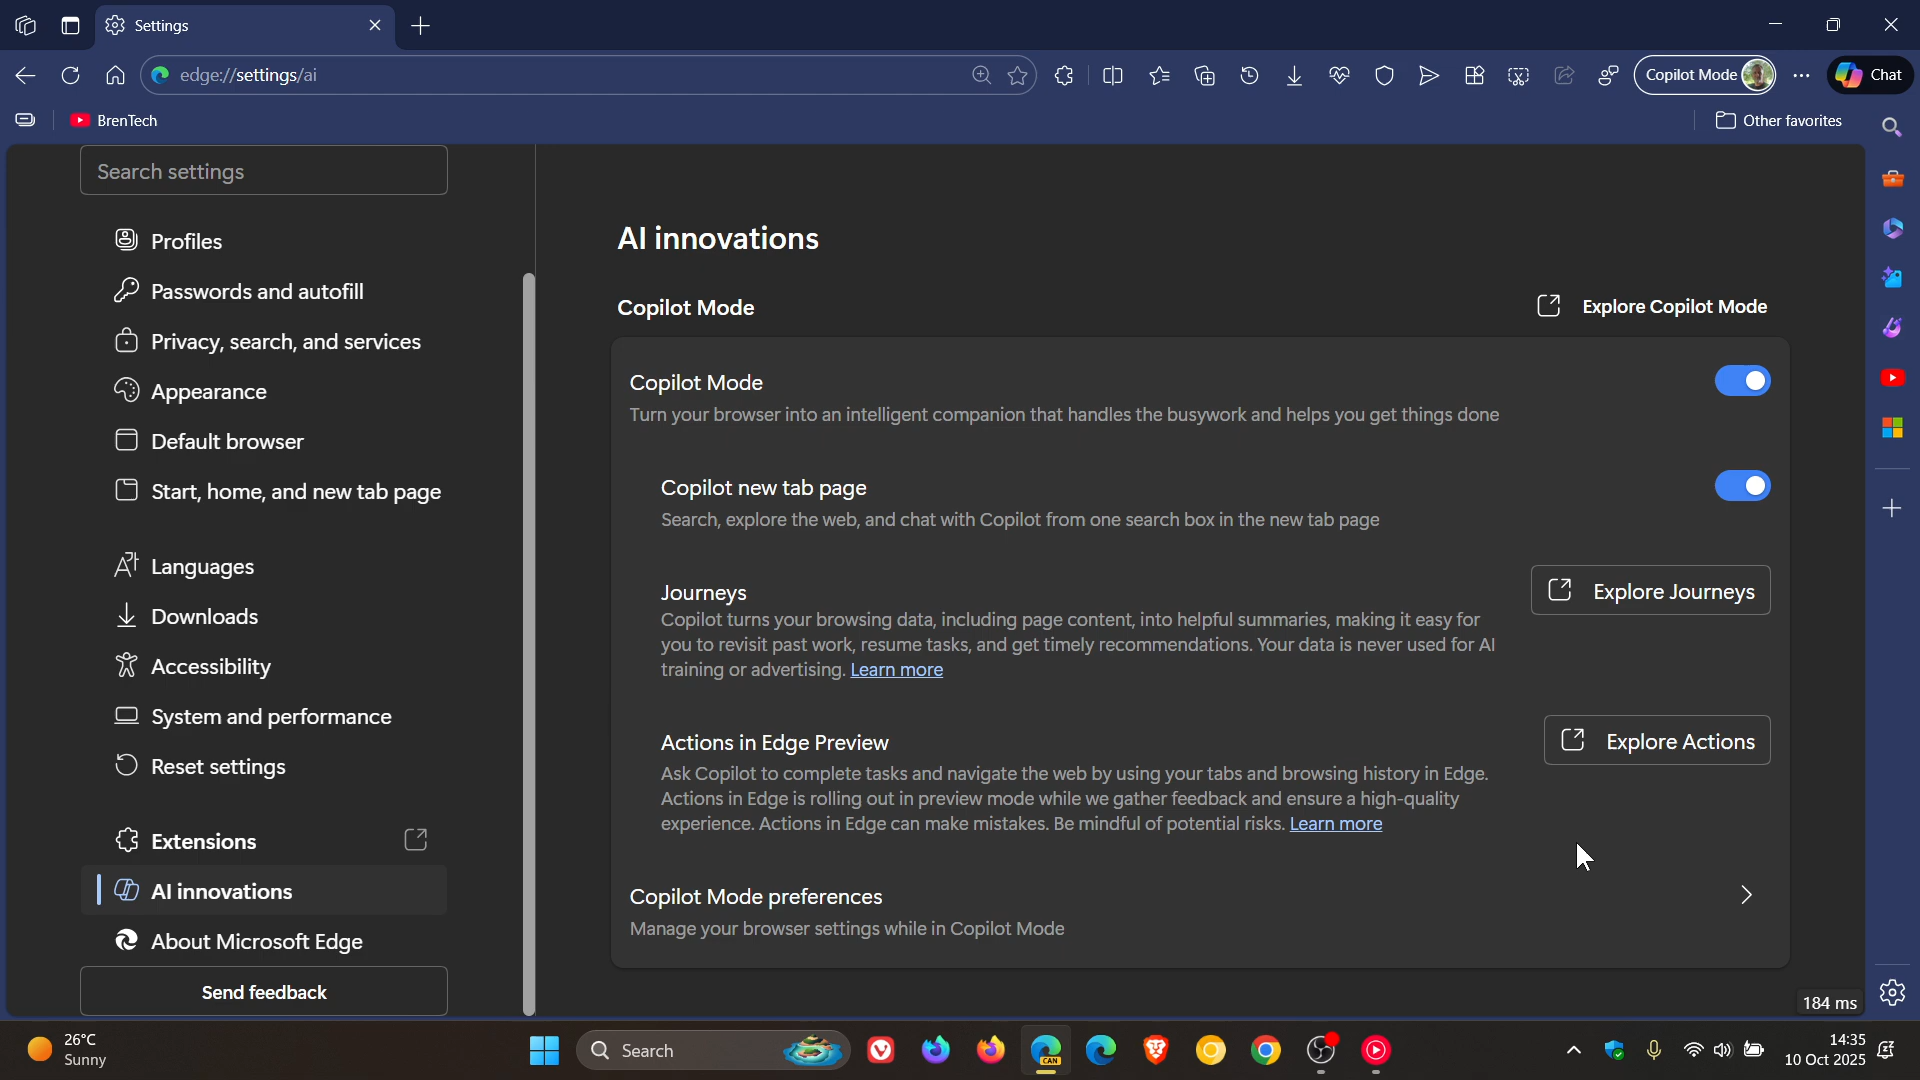 Settings
edge://settings/ai
Copilot Mode
Chat
BrenTech
Other favorites
Search settings
Profiles
Passwords and autofill
Privacy, search, and services
Appearance
Default browser
Start, home, and new tab page
Languages
Downloads
Accessibility
System and performance
Reset settings
Extensions
AI innovations
About Microsoft Edge
Send feedback
AI innovations
Copilot Mode
Explore Copilot Mode
Copilot Mode
Turn your browser into an intelligent companion that handles the busywork and helps you get things done
Copilot new tab page
Search, explore the web, and chat with Copilot from one search box in the new tab page
Journeys
Explore Journeys
Copilot turns your browsing data, including page content, into helpful summaries, making it easy for
you to revisit past work, resume tasks, and get timely recommendations. Your data is never used for AI
training or advertising. Learn more
Actions in Edge Preview
Explore Actions
Ask Copilot to complete tasks and navigate the web by using your tabs and browsing history in Edge.
Actions in Edge is rolling out in preview mode while we gather feedback and ensure a high-quality
experience. Actions in Edge can make mistakes. Be mindful of potential risks. Learn more
Copilot Mode preferences
Manage your browser settings while in Copilot Mode
184 ms
26°C
Sunny
Search
CAN
14:35
10 Oct 2025